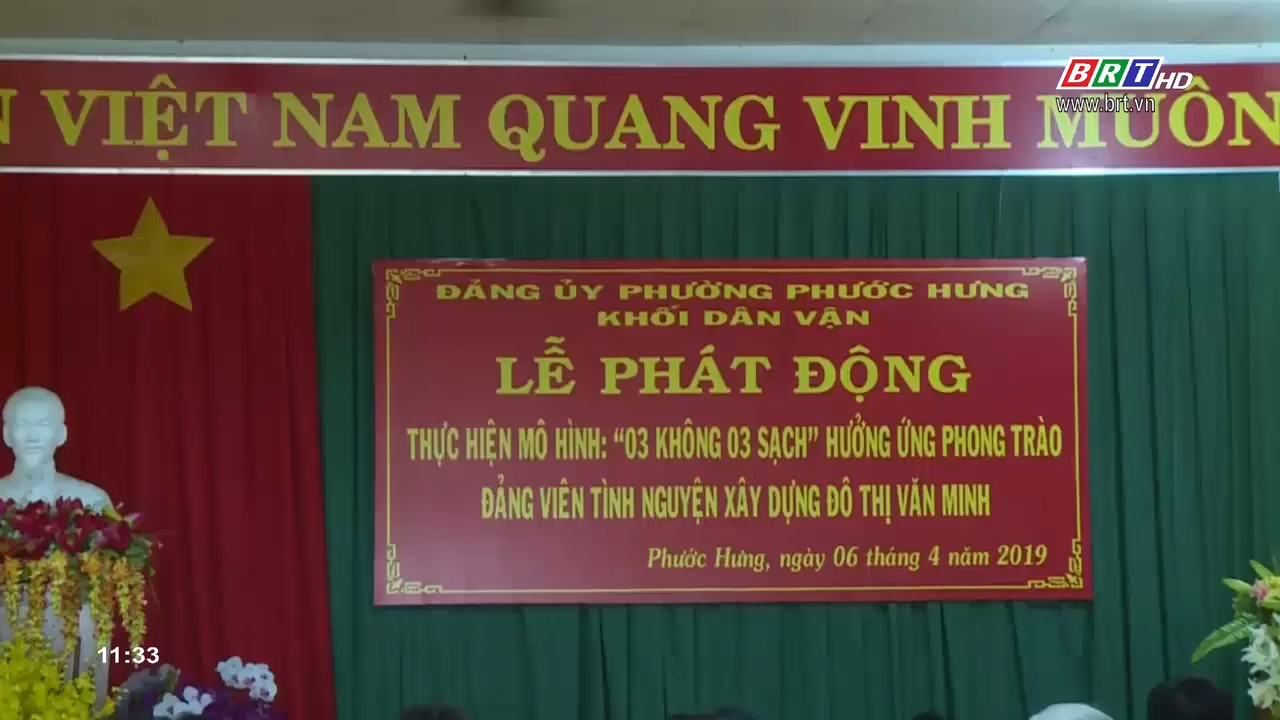 BRT HD
www.brt.vn
VIỆT NAM QUANG VINH MUÔN
ĐẢNG ỦY PHƯỜNG PHƯỚC HƯNG
KHỐI DÂN VẬN
LỄ PHÁT ĐỘNG
THỰC HIỆN MÔ HÌNH: “03 KHÔNG 03 SẠCH” HƯỞNG ỨNG PHONG TRÀO
ĐẢNG VIÊN TÌNH NGUYỆN XÂY DỰNG ĐÔ THỊ VĂN MINH
Phước Hưng, ngày 06 tháng 4 năm 2019
11:33